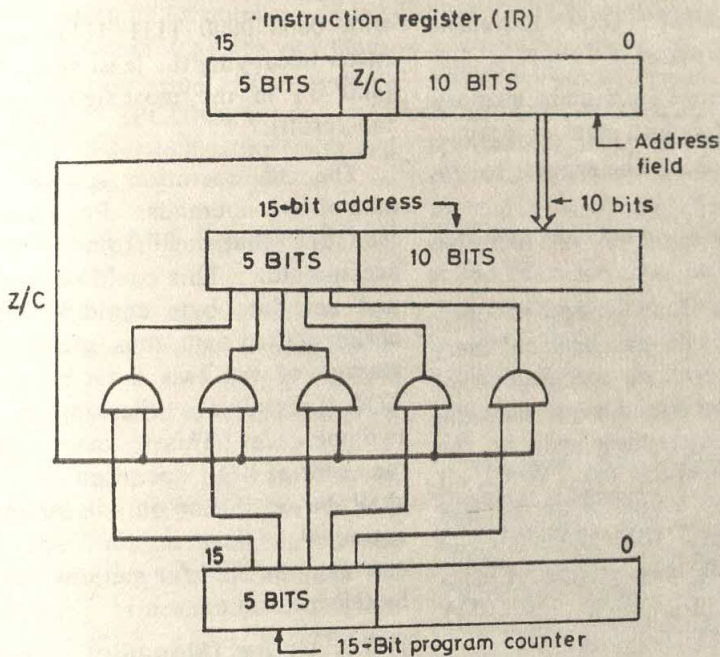 · Instruction register (IR)
15 0
5 BITS Z/C 10 BITS
Address
field
15-bit address
10 bits
5 BITS 10 BITS
Z/C
15 0
5 BITS
15-Bit program counter